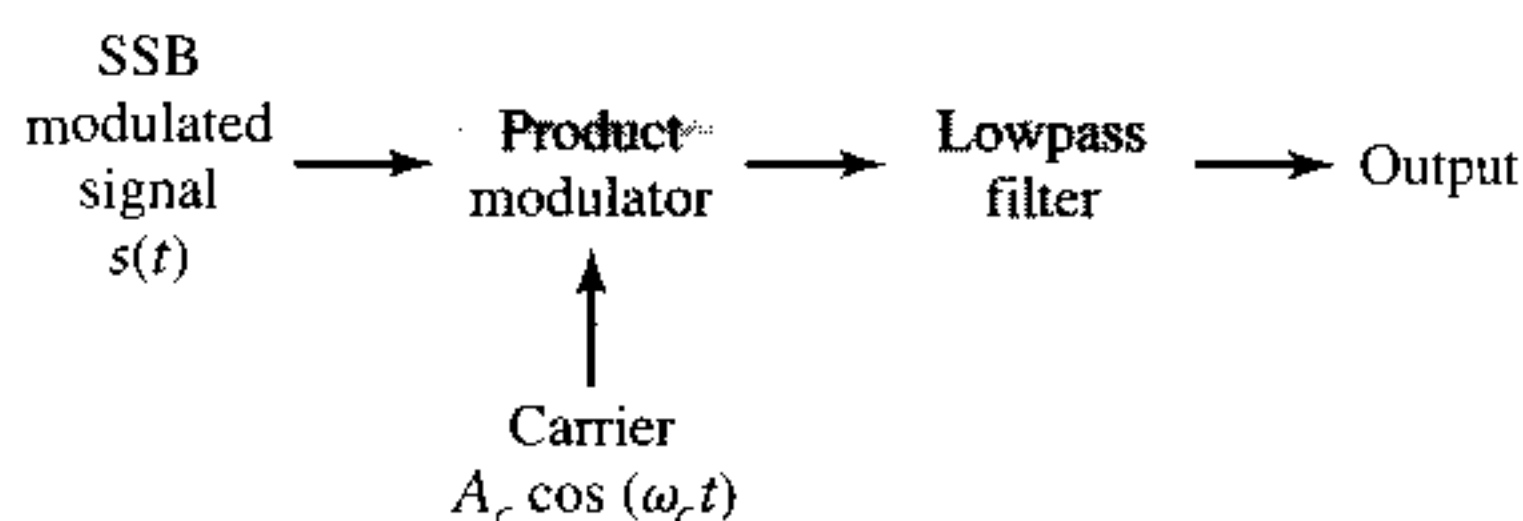 SSB
modulated
signal
s(t)
Product
modulator
Lowpass
filter
Output
Carrier
A_c cos (ω_c t)